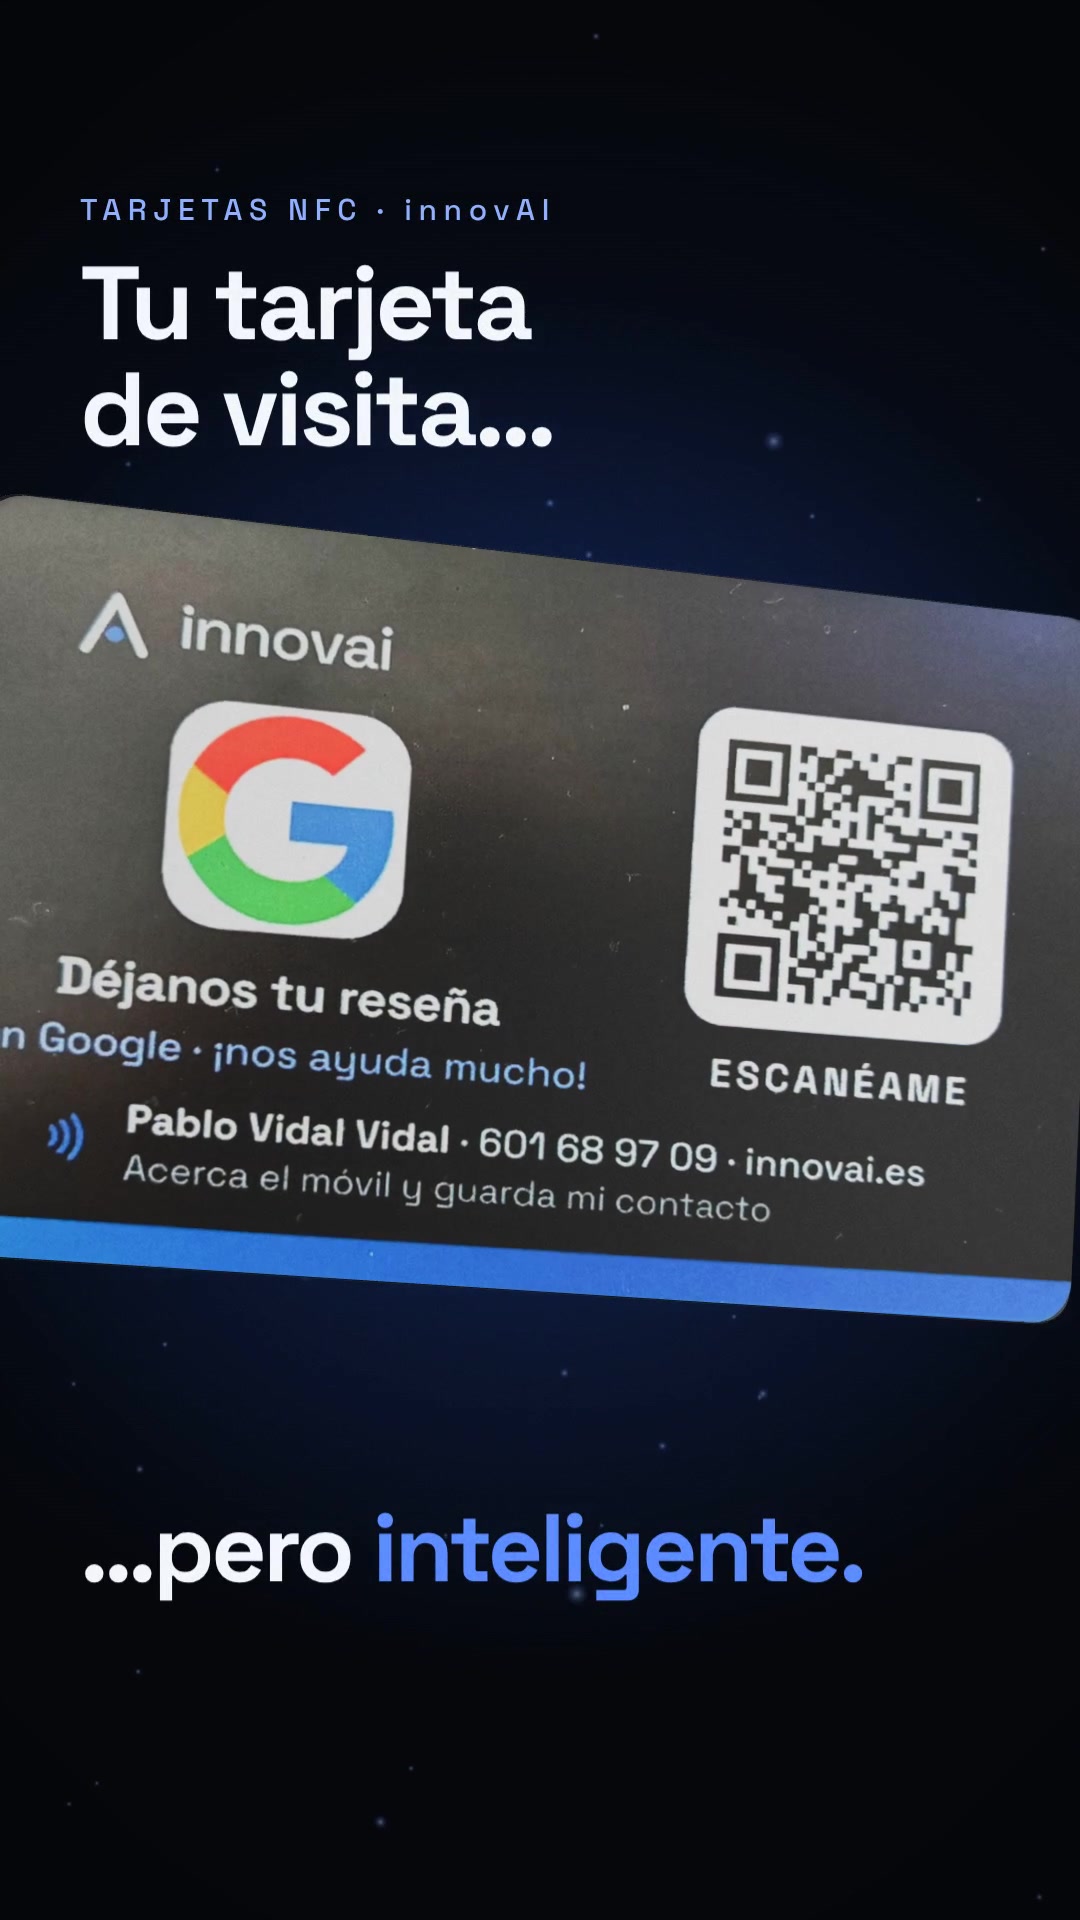 TARJETAS NFC · innovAI
Tu tarjeta
de visita...
innovai
Déjanos tu reseña
n Google · ¡nos ayuda mucho!
ESCANÉAME
Pablo Vidal Vidal · 601 68 97 09 · innovai.es
Acerca el móvil y guarda mi contacto
...pero inteligente.